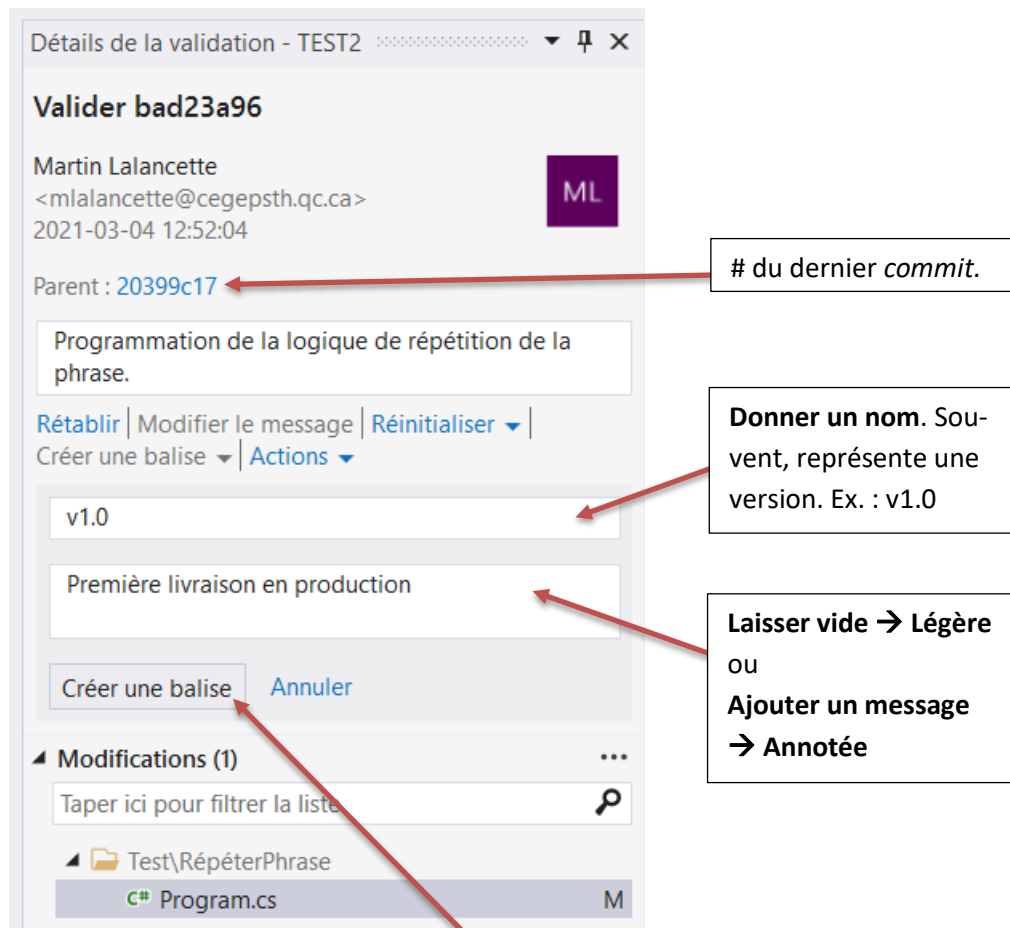 Détails de la validation - TEST2
Valider bad23a96
Martin Lalancette
<mlalancette@cegepsth.qc.ca>
2021-03-04 12:52:04
ML
Parent : 20399c17
# du dernier commit.
Programmation de la logique de répétition de la
phrase.
Rétablir | Modifier le message | Réinitialiser
Créer une balise | Actions
Donner un nom. Sou-
vent, représente une
version. Ex. : v1.0
v1.0
Première livraison en production
Laisser vide → Légère
ou
Ajouter un message
→ Annotée
Créer une balise Annuler
Modifications (1)
Taper ici pour filtrer la liste
Test\RépéterPhrase
C# Program.cs M